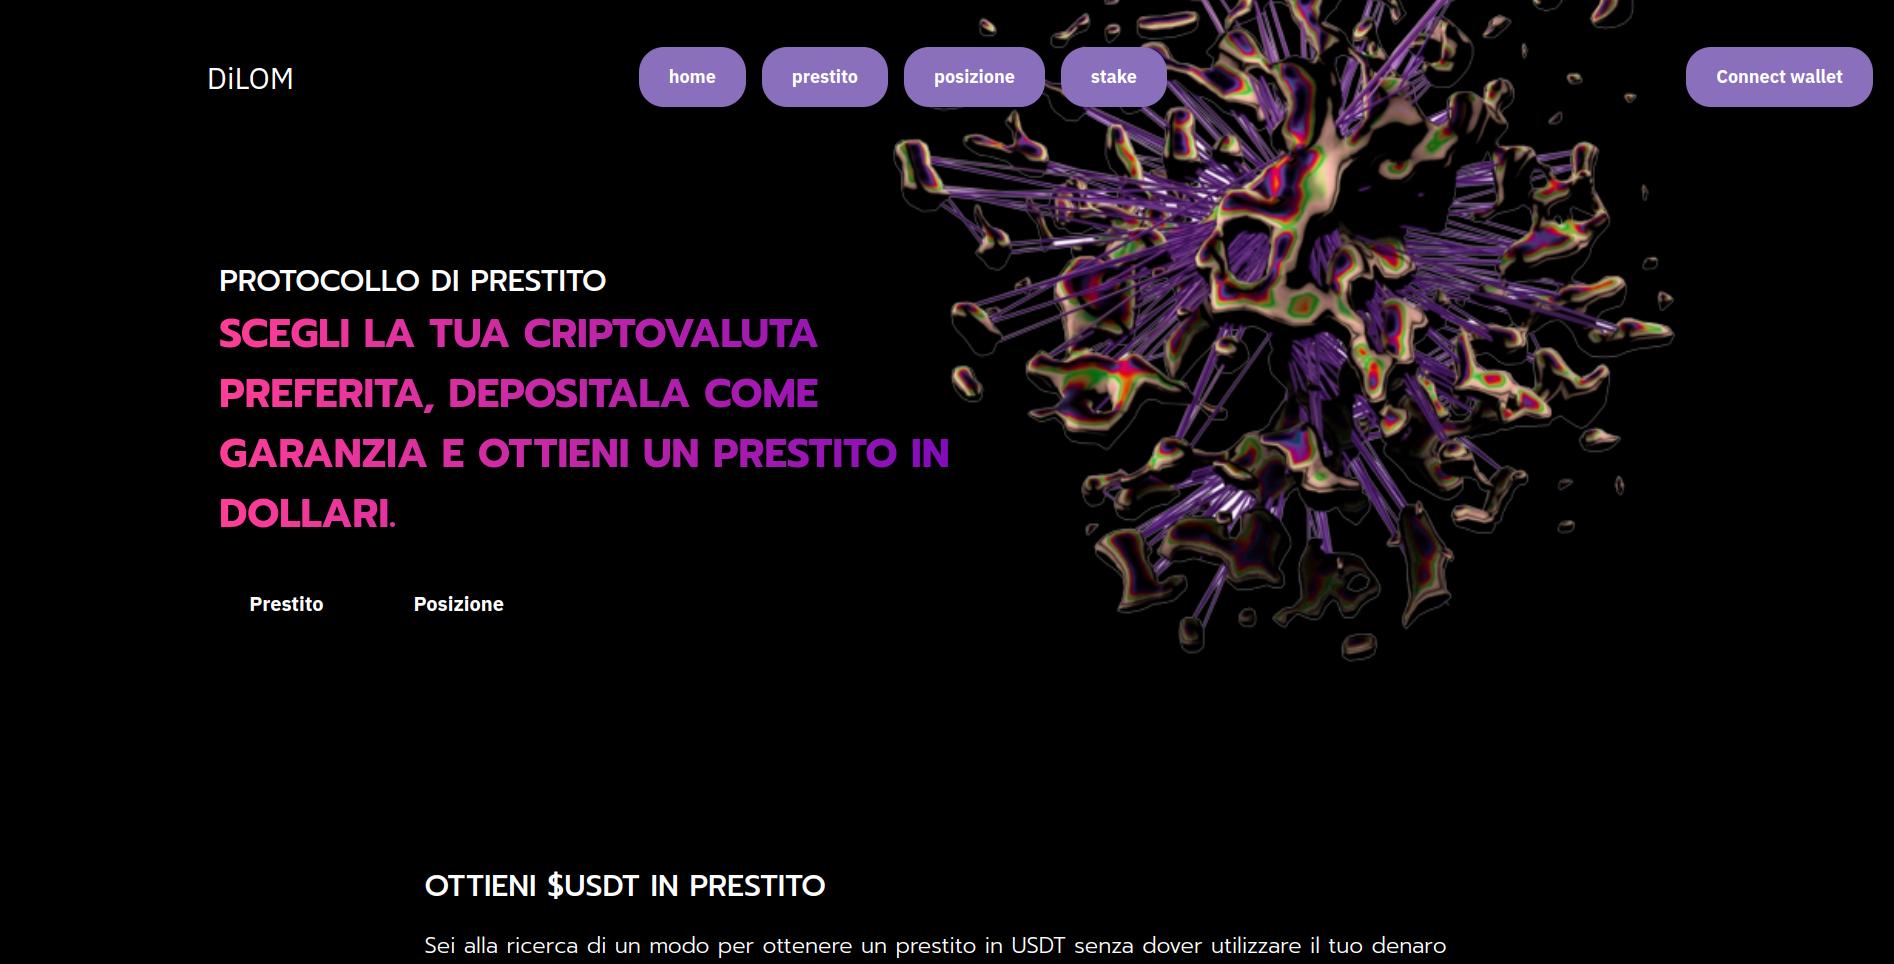 DiLOM
home
prestito
posizione
stake
Connect wallet
PROTOCOLLO DI PRESTITO
SCEGLI LA TUA CRIPTOVALUTA
PREFERITA, DEPOSITALA COME
GARANZIA E OTTIENI UN PRESTITO IN
DOLLARI.
Prestito
Posizione
OTTIENI $USDT IN PRESTITO
Sei alla ricerca di un modo per ottenere un prestito in USDT senza dover utilizzare il tuo denaro